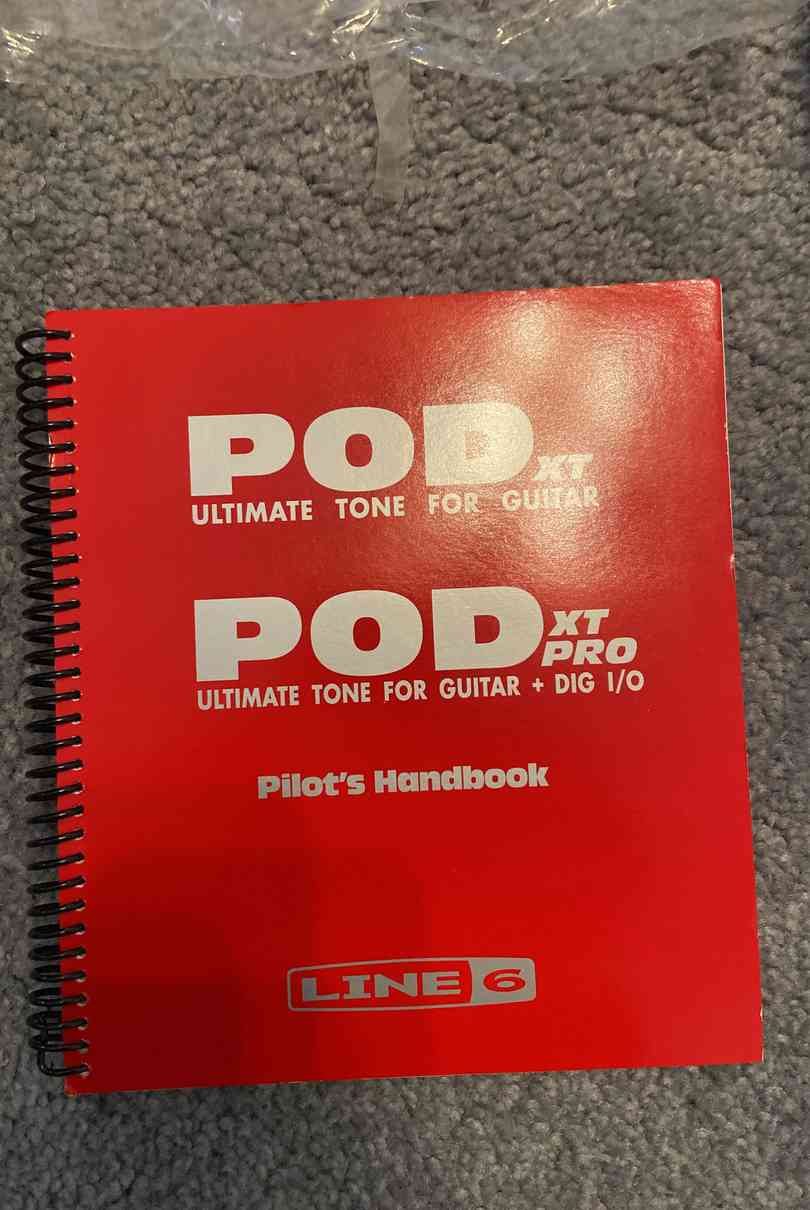 POD XT
ULTIMATE TONE FOR GUITAR
POD XT PRO
ULTIMATE TONE FOR GUITAR + DIG I/O
Pilot's Handbook
LINE 6